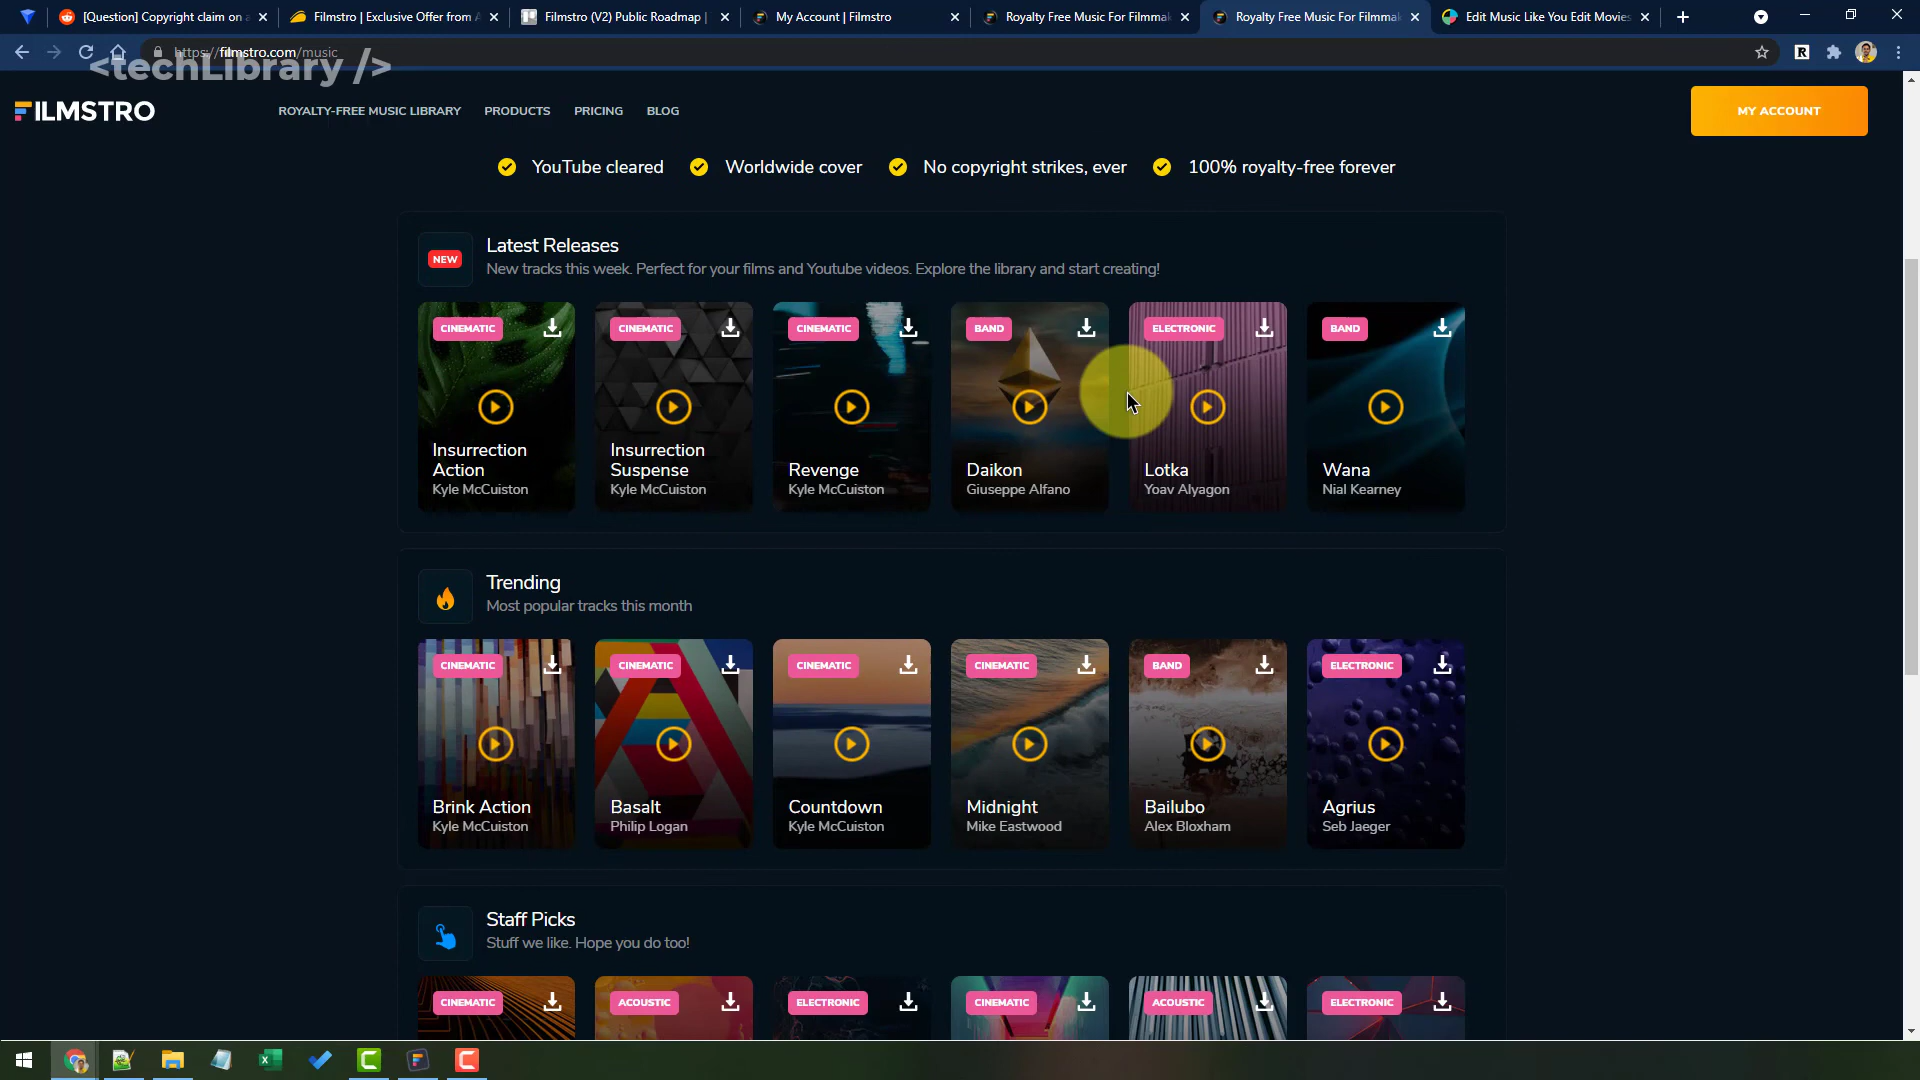 [Question] Copyright claim on a
Filmstro | Exclusive Offer from A
Filmstro (V2) Public Roadmap |
My Account | Filmstro
Royalty Free Music For Filmmak
Royalty Free Music For Filmmak
Edit Music Like You Edit Movies
https://filmstro.com/music
<techLibrary />
FILMSTRO
ROYALTY-FREE MUSIC LIBRARY
PRODUCTS
PRICING
BLOG
MY ACCOUNT
YouTube cleared
Worldwide cover
No copyright strikes, ever
100% royalty-free forever
NEW
Latest Releases
New tracks this week. Perfect for your films and Youtube videos. Explore the library and start creating!
CINEMATIC
Insurrection
Action
Kyle McCuiston
CINEMATIC
Insurrection
Suspense
Kyle McCuiston
CINEMATIC
Revenge
Kyle McCuiston
BAND
Daikon
Giuseppe Alfano
ELECTRONIC
Lotka
Yoav Alyagon
BAND
Wana
Nial Kearney
Trending
Most popular tracks this month
CINEMATIC
Brink Action
Kyle McCuiston
CINEMATIC
Basalt
Philip Logan
CINEMATIC
Countdown
Kyle McCuiston
CINEMATIC
Midnight
Mike Eastwood
BAND
Bailubo
Alex Bloxham
ELECTRONIC
Agrius
Seb Jaeger
Staff Picks
Stuff we like. Hope you do too!
CINEMATIC
ACOUSTIC
ELECTRONIC
CINEMATIC
ACOUSTIC
ELECTRONIC